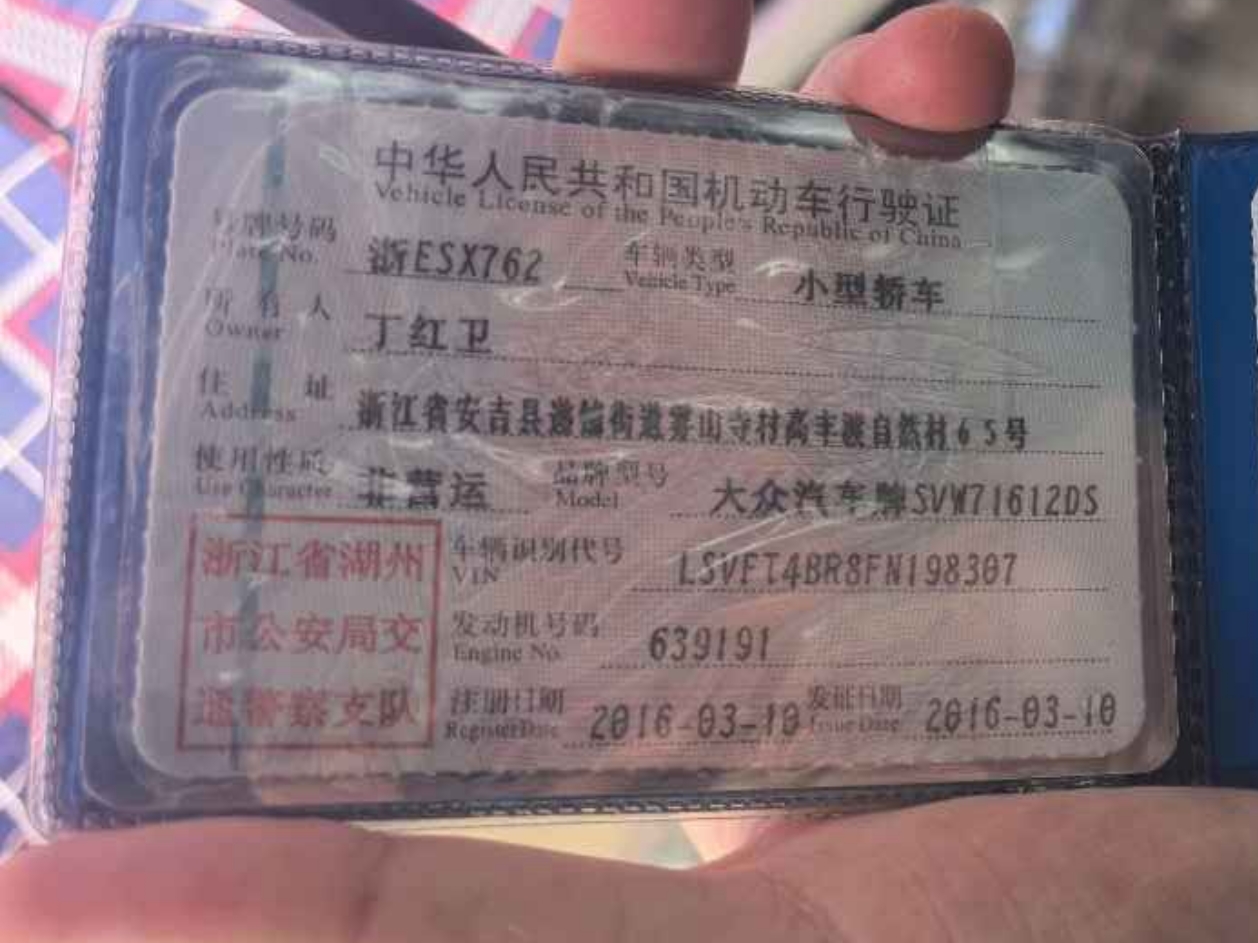 中华人民共和国机动车行驶证
Vehicle License of the People's Republic of China
号牌号码 浙ESX762 车辆类型 小型轿车
Plate No. Vehicle Type
所有人 丁红卫
Owner
住址 浙江省安吉县递铺街道霁山寺村高丰渡自然村65号
Address
使用性质 非营运 品牌型号 大众汽车牌SVW71612DS
Use Character Model
浙江省湖州
市公安局交
通警察支队
车辆识别代号 LSVFT4BR8FN198307
VIN
发动机号码 639191
Engine No.
注册日期 2016-03-10 发证日期 2016-03-10
Register Date Issue Date